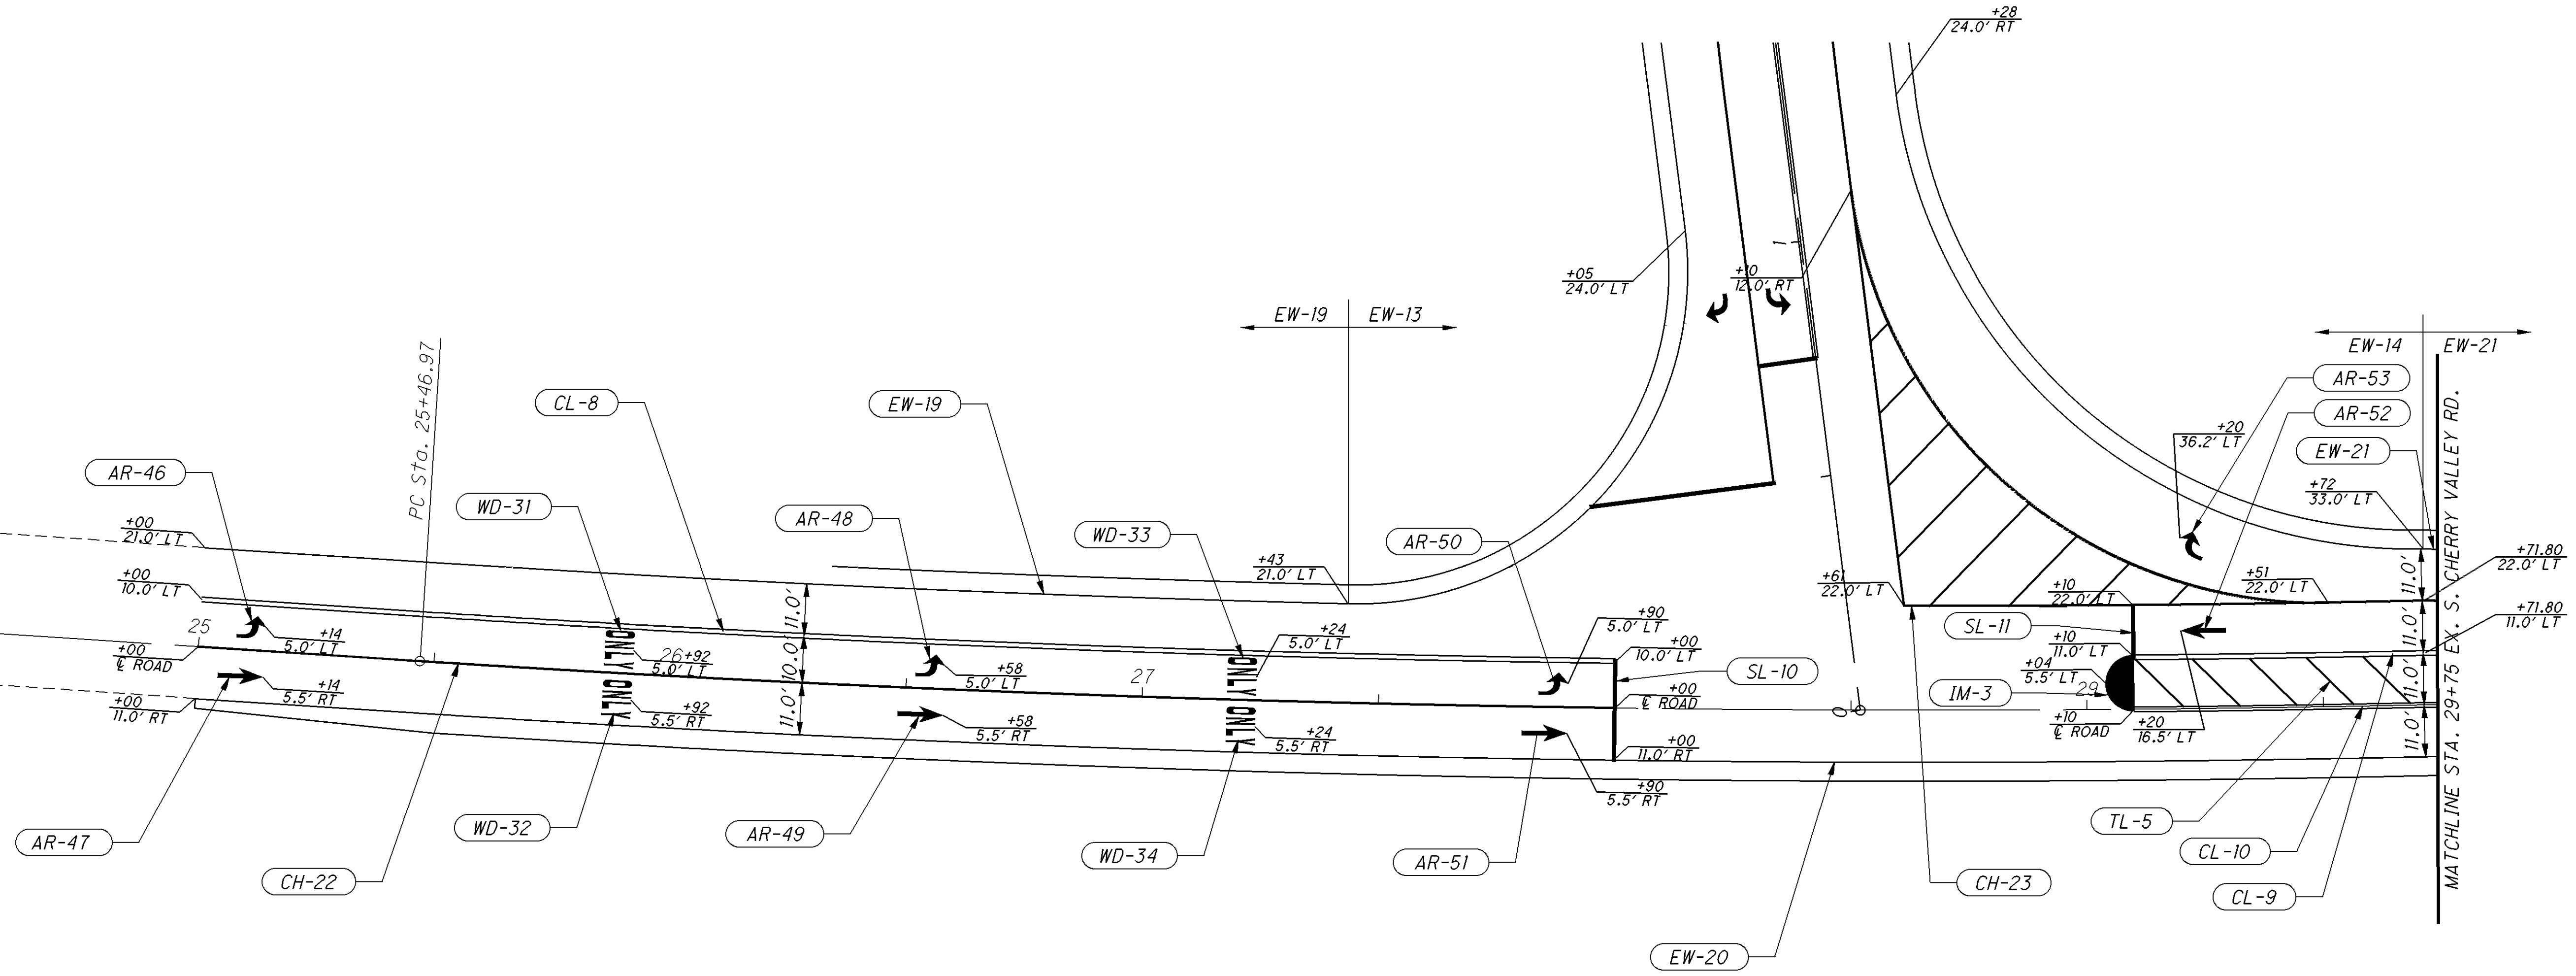 +28
24.0' RT
+05
24.0' LT
+10
12.0' RT
1
EW-19
EW-13
EW-14
EW-21
AR-53
AR-52
EW-21
+20
36.2' LT
+72
33.0' LT
MATCHLINE STA. 29+75 EX. S. CHERRY VALLEY RD.
PC Sta. 25+46.97
CL-8
EW-19
AR-46
WD-31
AR-48
WD-33
AR-50
+00
21.0' LT
+00
10.0' LT
25
+00
℄ ROAD
+00
11.0' RT
+14
5.0' LT
+14
5.5' RT
ONLY
ONLY
26
+92
5.0' LT
+92
5.5' RT
11.0'
10.0'
11.0'
+58
5.0' LT
+58
5.5' RT
27
+43
21.0' LT
ONLY
ONLY
+24
5.0' LT
+24
5.5' RT
+90
5.0' LT
+00
10.0' LT
SL-10
+00
℄ ROAD
+00
11.0' RT
+90
5.5' RT
+61
22.0' LT
0
+10
22.0' LT
SL-11
+10
11.0' LT
+04
5.5' LT
IM-3
29
+10
℄ ROAD
+20
16.5' LT
+51
22.0' LT
11.0'
11.0'
11.0'
11.0'
+71.80
22.0' LT
+71.80
11.0' LT
AR-47
CH-22
WD-32
AR-49
WD-34
AR-51
CH-23
EW-20
TL-5
CL-10
CL-9